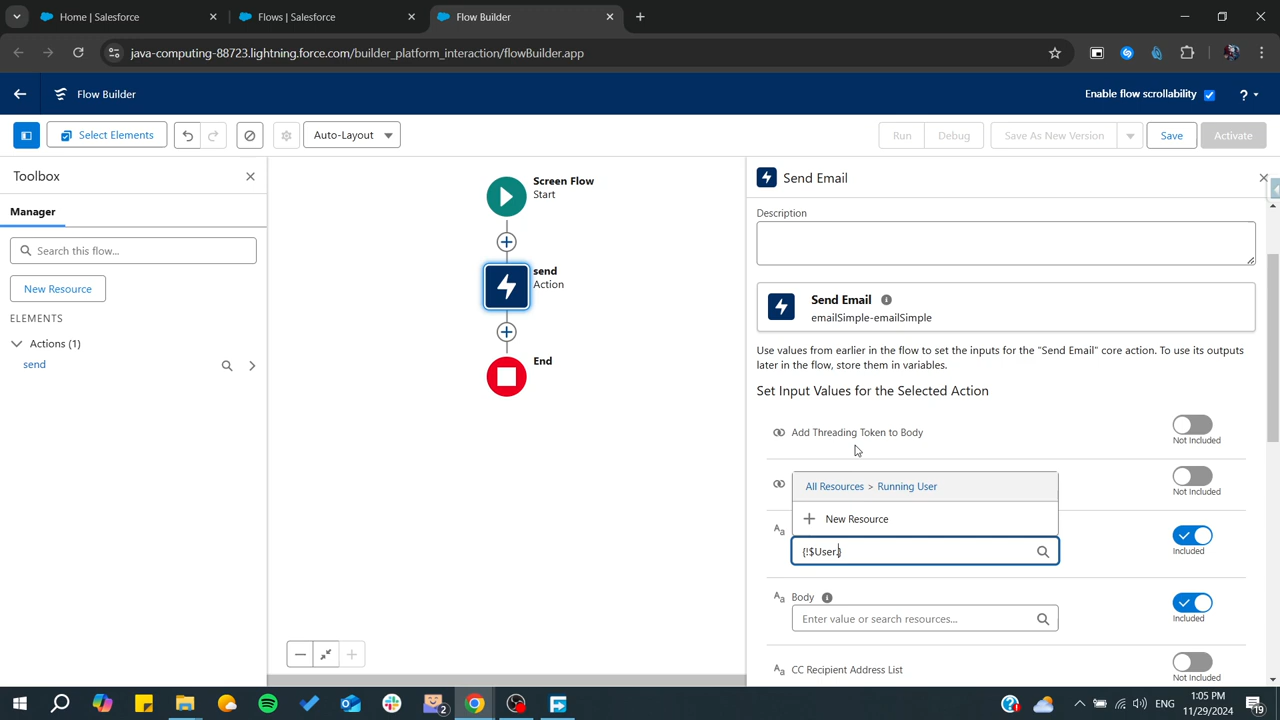 Home | Salesforce
Flows | Salesforce
Flow Builder
java-computing-88723.lightning.force.com/builder_platform_interaction/flowBuilder.app
Flow Builder
Enable flow scrollability
?
Select Elements
Auto-Layout
Run
Debug
Save As New Version
Save
Activate
Toolbox
Manager
Search this flow...
New Resource
ELEMENTS
Actions (1)
send
Screen Flow
Start
send
Action
End
Send Email
Description
Send Email
emailSimple-emailSimple
Use values from earlier in the flow to set the inputs for the "Send Email" core action. To use its outputs
later in the flow, store them in variables.
Set Input Values for the Selected Action
Add Threading Token to Body
Not Included
All Resources > Running User
Not Included
New Resource
Aa
{!$User.}
Included
Aa Body
Enter value or search resources...
Included
Aa CC Recipient Address List
Not Included
2
1:05 PM
11/29/2024
19